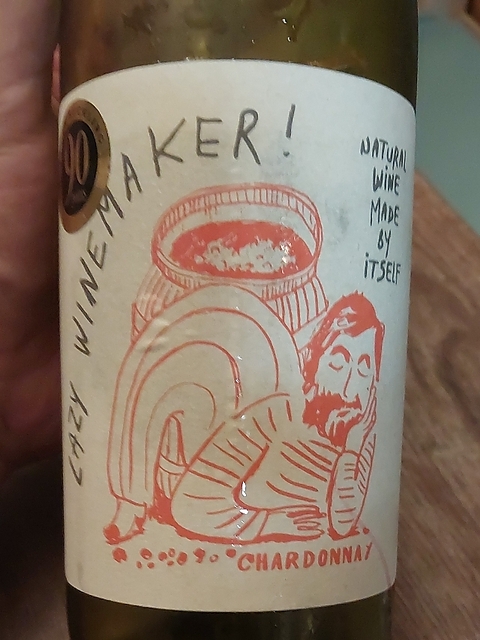 LAZY WINEMAKER!
90
NATURAL
WINE
MADE
BY
iTSELF
CHARDONNAY